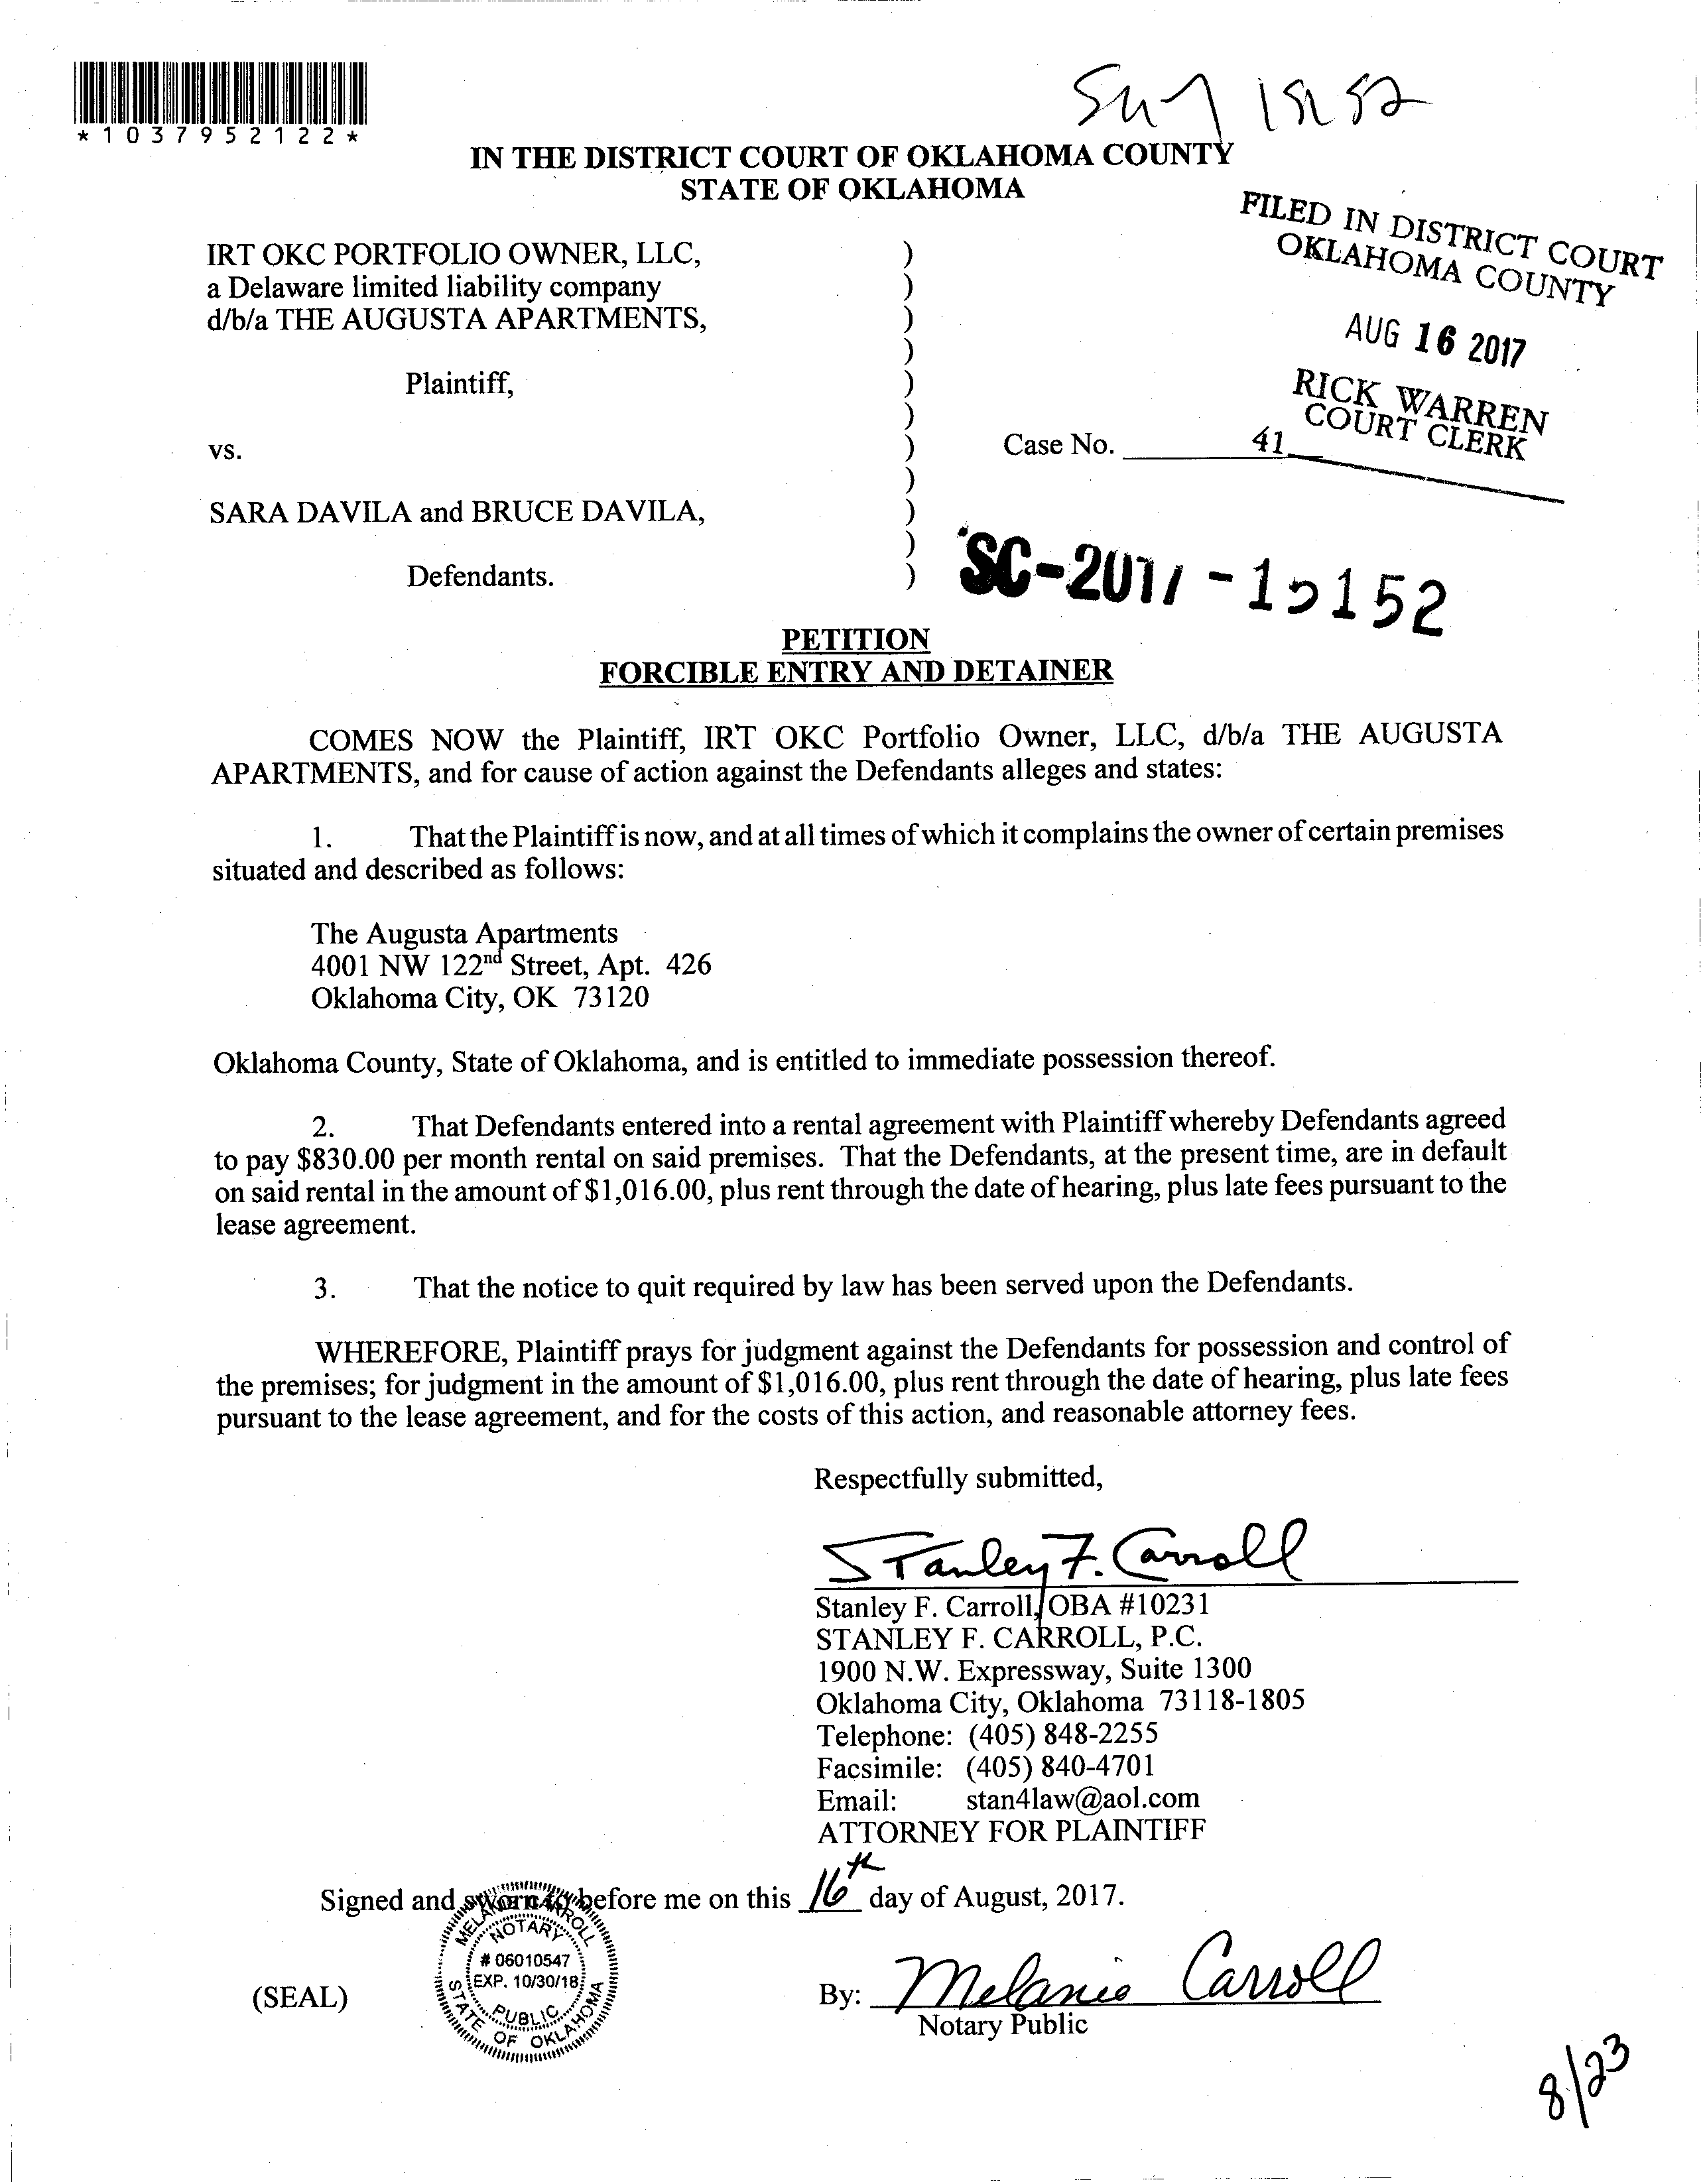 *1037952122*
IN THE DISTRICT COURT OF OKLAHOMA COUNTY
STATE OF OKLAHOMA
FILED IN DISTRICT COURT
OKLAHOMA COUNTY
AUG 16 2017
RICK WARREN
COURT CLERK
41
IRT OKC PORTFOLIO OWNER, LLC, )
a Delaware limited liability company )
d/b/a THE AUGUSTA APARTMENTS, )
)
Plaintiff, )
)
vs. ) Case No.
)
SARA DAVILA and BRUCE DAVILA, )
)
Defendants. )
SC-2017-15152
PETITION
FORCIBLE ENTRY AND DETAINER
COMES NOW the Plaintiff, IRT OKC Portfolio Owner, LLC, d/b/a THE AUGUSTA
APARTMENTS, and for cause of action against the Defendants alleges and states:
1. That the Plaintiff is now, and at all times of which it complains the owner of certain premises
situated and described as follows:
The Augusta Apartments
4001 NW 122nd Street, Apt. 426
Oklahoma City, OK 73120
Oklahoma County, State of Oklahoma, and is entitled to immediate possession thereof.
2. That Defendants entered into a rental agreement with Plaintiff whereby Defendants agreed
to pay $830.00 per month rental on said premises. That the Defendants, at the present time, are in default
on said rental in the amount of $1,016.00, plus rent through the date of hearing, plus late fees pursuant to the
lease agreement.
3. That the notice to quit required by law has been served upon the Defendants.
WHEREFORE, Plaintiff prays for judgment against the Defendants for possession and control of
the premises; for judgment in the amount of $1,016.00, plus rent through the date of hearing, plus late fees
pursuant to the lease agreement, and for the costs of this action, and reasonable attorney fees.
Respectfully submitted,
Stanley F. Carroll
Stanley F. Carroll, OBA #10231
STANLEY F. CARROLL, P.C.
1900 N.W. Expressway, Suite 1300
Oklahoma City, Oklahoma 73118-1805
Telephone: (405) 848-2255
Facsimile: (405) 840-4701
Email: stan4law@aol.com
ATTORNEY FOR PLAINTIFF
Signed and sworn to before me on this 16th day of August, 2017.
MELANIE CARROLL
NOTARY
# 06010547
EXP. 10/30/18
PUBLIC
STATE OF OKLAHOMA
(SEAL)
By: Melanie Carroll
Notary Public
8/23